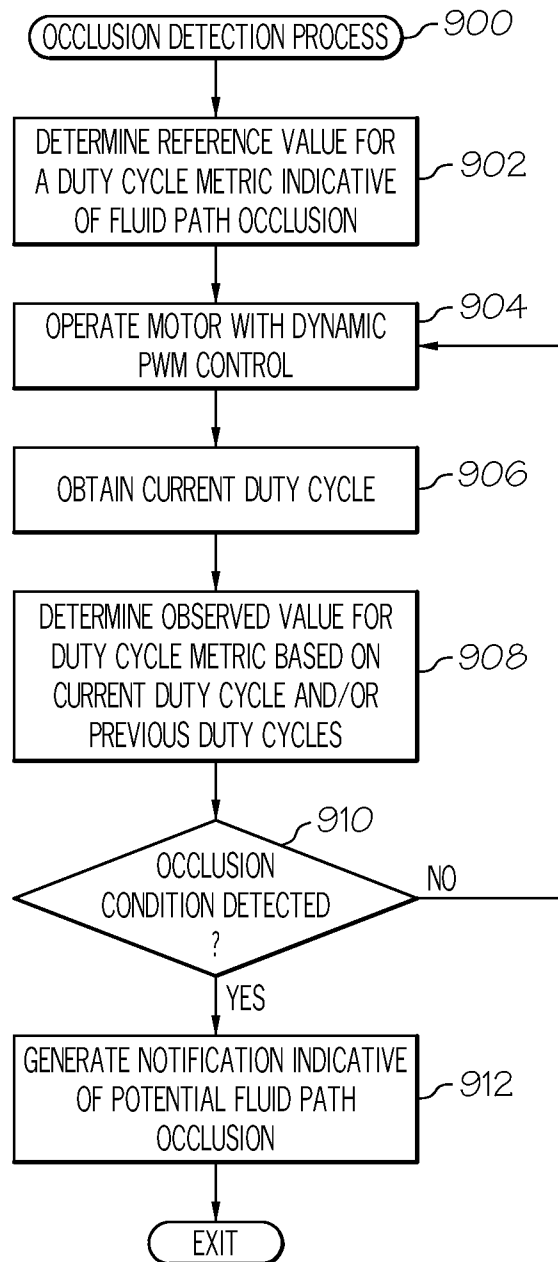 OCCLUSION DETECTION PROCESS
900
DETERMINE REFERENCE VALUE FOR
A DUTY CYCLE METRIC INDICATIVE
OF FLUID PATH OCCLUSION
902
OPERATE MOTOR WITH DYNAMIC
PWM CONTROL
904
OBTAIN CURRENT DUTY CYCLE
906
DETERMINE OBSERVED VALUE FOR
DUTY CYCLE METRIC BASED ON
CURRENT DUTY CYCLE AND/OR
PREVIOUS DUTY CYCLES
908
910
OCCLUSION
CONDITION DETECTED
?
NO
YES
GENERATE NOTIFICATION INDICATIVE
OF POTENTIAL FLUID PATH
OCCLUSION
912
EXIT